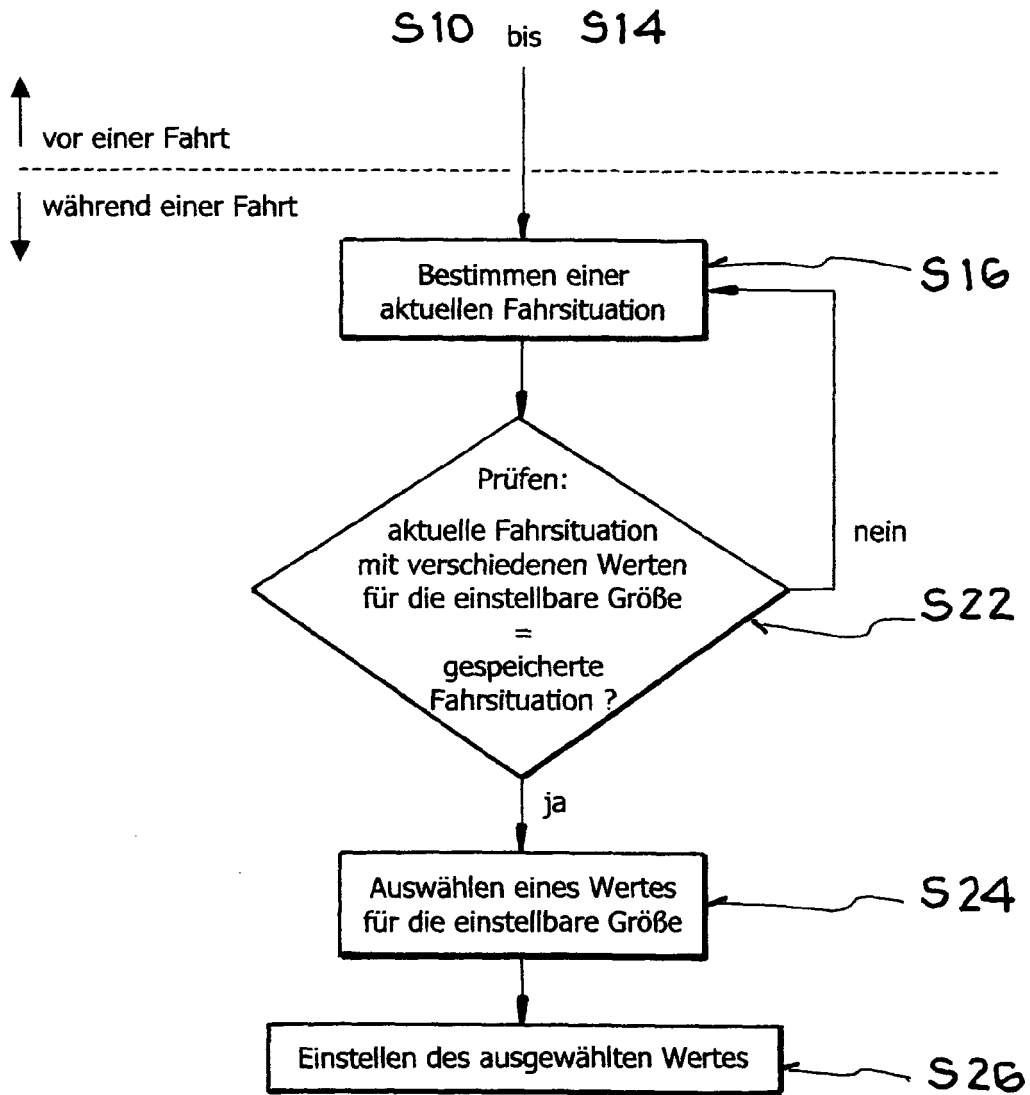 S10 bis S14
vor einer Fahrt
während einer Fahrt
Bestimmen einer
aktuellen Fahrsituation
S16
Prüfen:
aktuelle Fahrsituation
mit verschiedenen Werten
für die einstellbare Größe
=
gespeicherte
Fahrsituation ?
nein
S22
ja
Auswählen eines Wertes
für die einstellbare Größe
S24
Einstellen des ausgewählten Wertes
S26